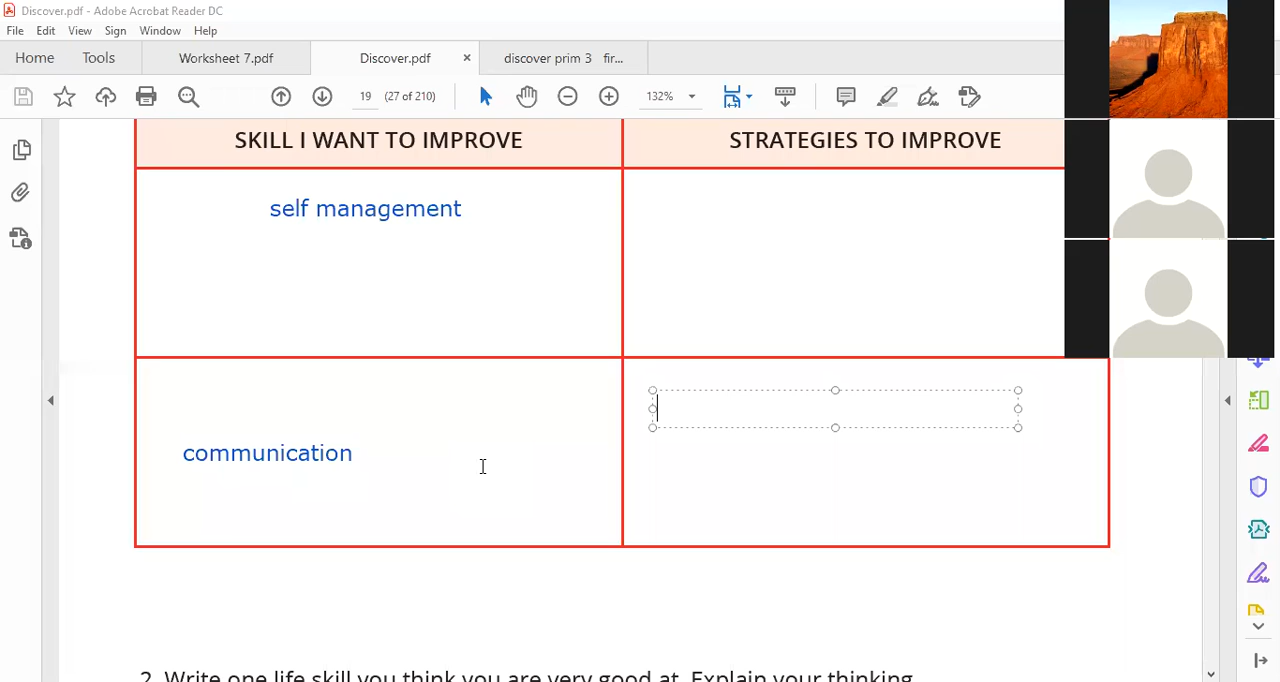 Discover.pdf - Adobe Acrobat Reader DC
File Edit View Sign Window Help
Home Tools Worksheet 7.pdf Discover.pdf × discover prim 3 fir...
19 (27 of 210) 132%
SKILL I WANT TO IMPROVE STRATEGIES TO IMPROVE
self management
communication
2. Write one life skill you think you are very good at. Explain your thinking.